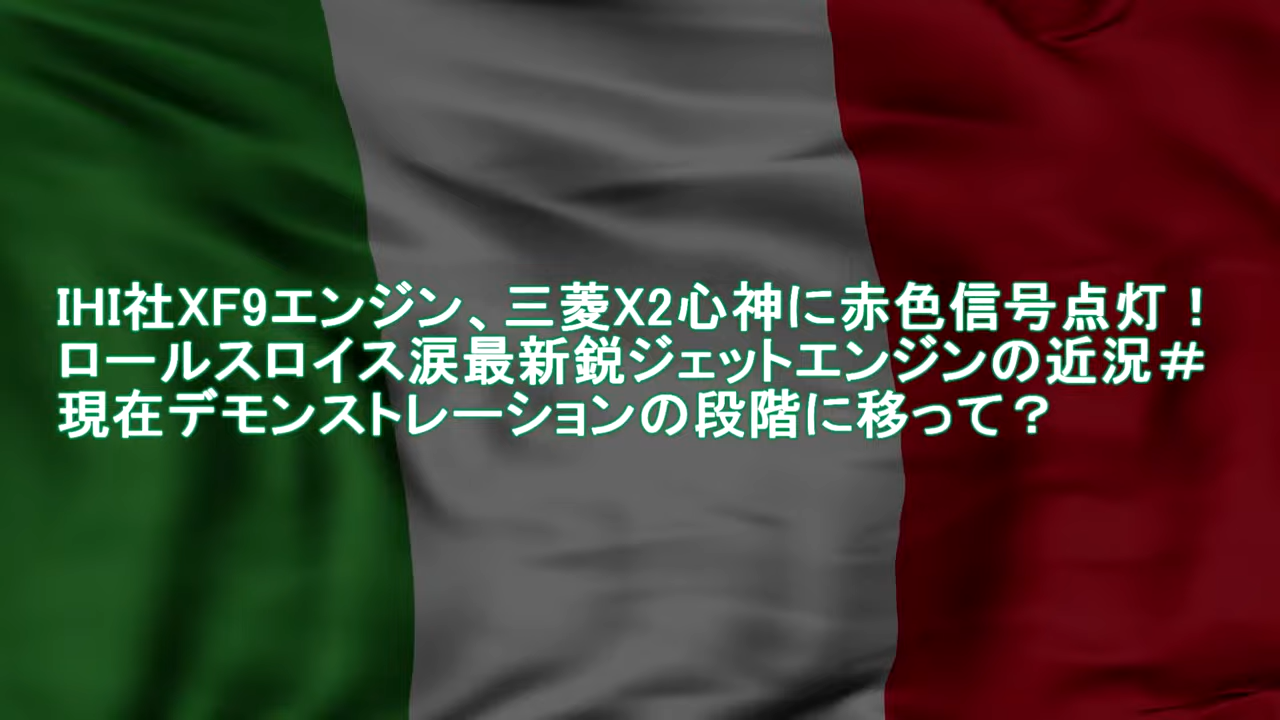 IHI社XF9エンジン、三菱X2心神に赤色信号点灯！
ロールスロイス涙最新鋭ジェットエンジンの近況＃
現在デモンストレーションの段階に移って？